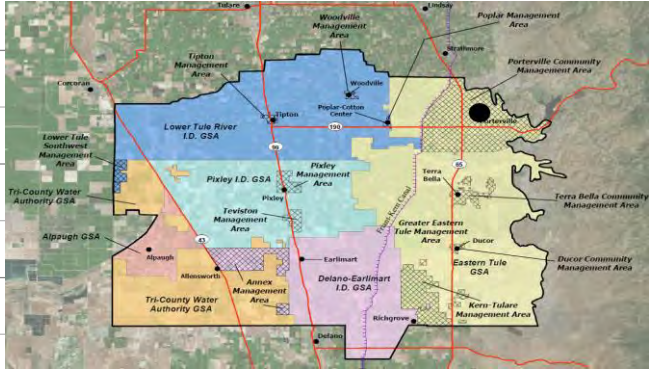 Tulare
Woodville
Management
Area
Lindsay
Poplar Management
Area
Strathmore
Porterville Community
Management Area
Tipton
Management
Area
Corcoran
Woodville
Tipton
Poplar-Cotton
Center
190
Porterville
Lower Tule River
I.D. GSA
99
65
Lower Tule
Southwest
Management
Area
Pixley I.D. GSA
Pixley
Management
Area
Terra
Bella
Tri-County Water
Authority GSA
Pixley
Terra Bella Community
Management Area
Teviston
Management
Area
Friant-Kern Canal
Greater Eastern
Tule Management
Area
Alpaugh GSA
43
Alpaugh
Ducor
Earlimart
Eastern Tule
GSA
Ducor Community
Management Area
Allensworth
Delano-Earlimart
I.D. GSA
Annex
Management
Area
Tri-County Water
Authority GSA
Kern-Tulare
Management Area
Richgrove
Delano